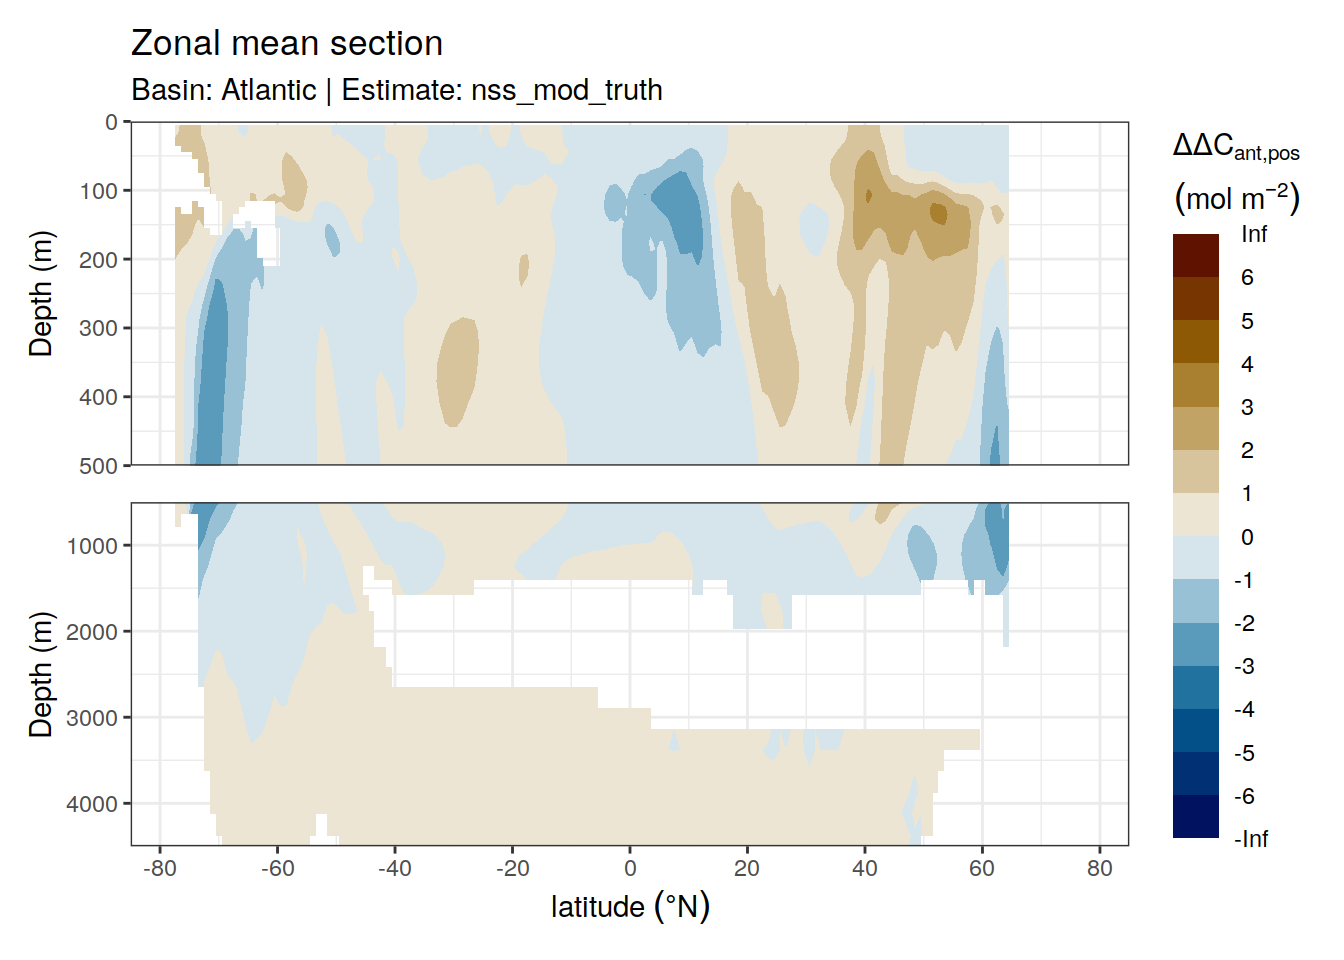 Zonal mean section
Basin: Atlantic | Estimate: nss_mod_truth
0
100
200
300
400
500
Depth (m)
1000
2000
3000
4000
Depth (m)
-80 -60 -40 -20 0 20 40 60 80
latitude (°N)
ΔΔC_ant,pos
(mol m⁻²)
Inf
6
5
4
3
2
1
0
-1
-2
-3
-4
-5
-6
-Inf